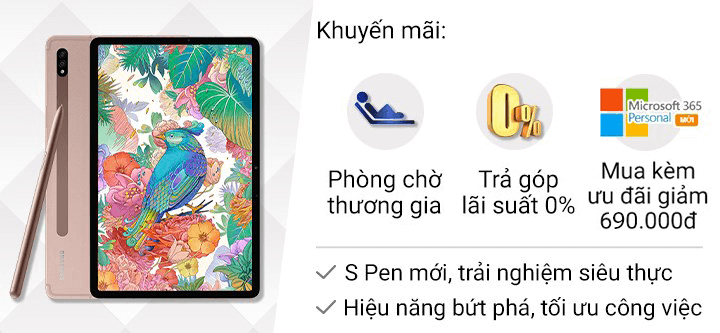 Khuyến mãi:
0%
Microsoft 365
Personal MỚI
Phòng chờ
thương gia
Trả góp
lãi suất 0%
Mua kèm
ưu đãi giảm
690.000đ
S Pen mới, trải nghiệm siêu thực
Hiệu năng bứt phá, tối ưu công việc
SAMSUNG